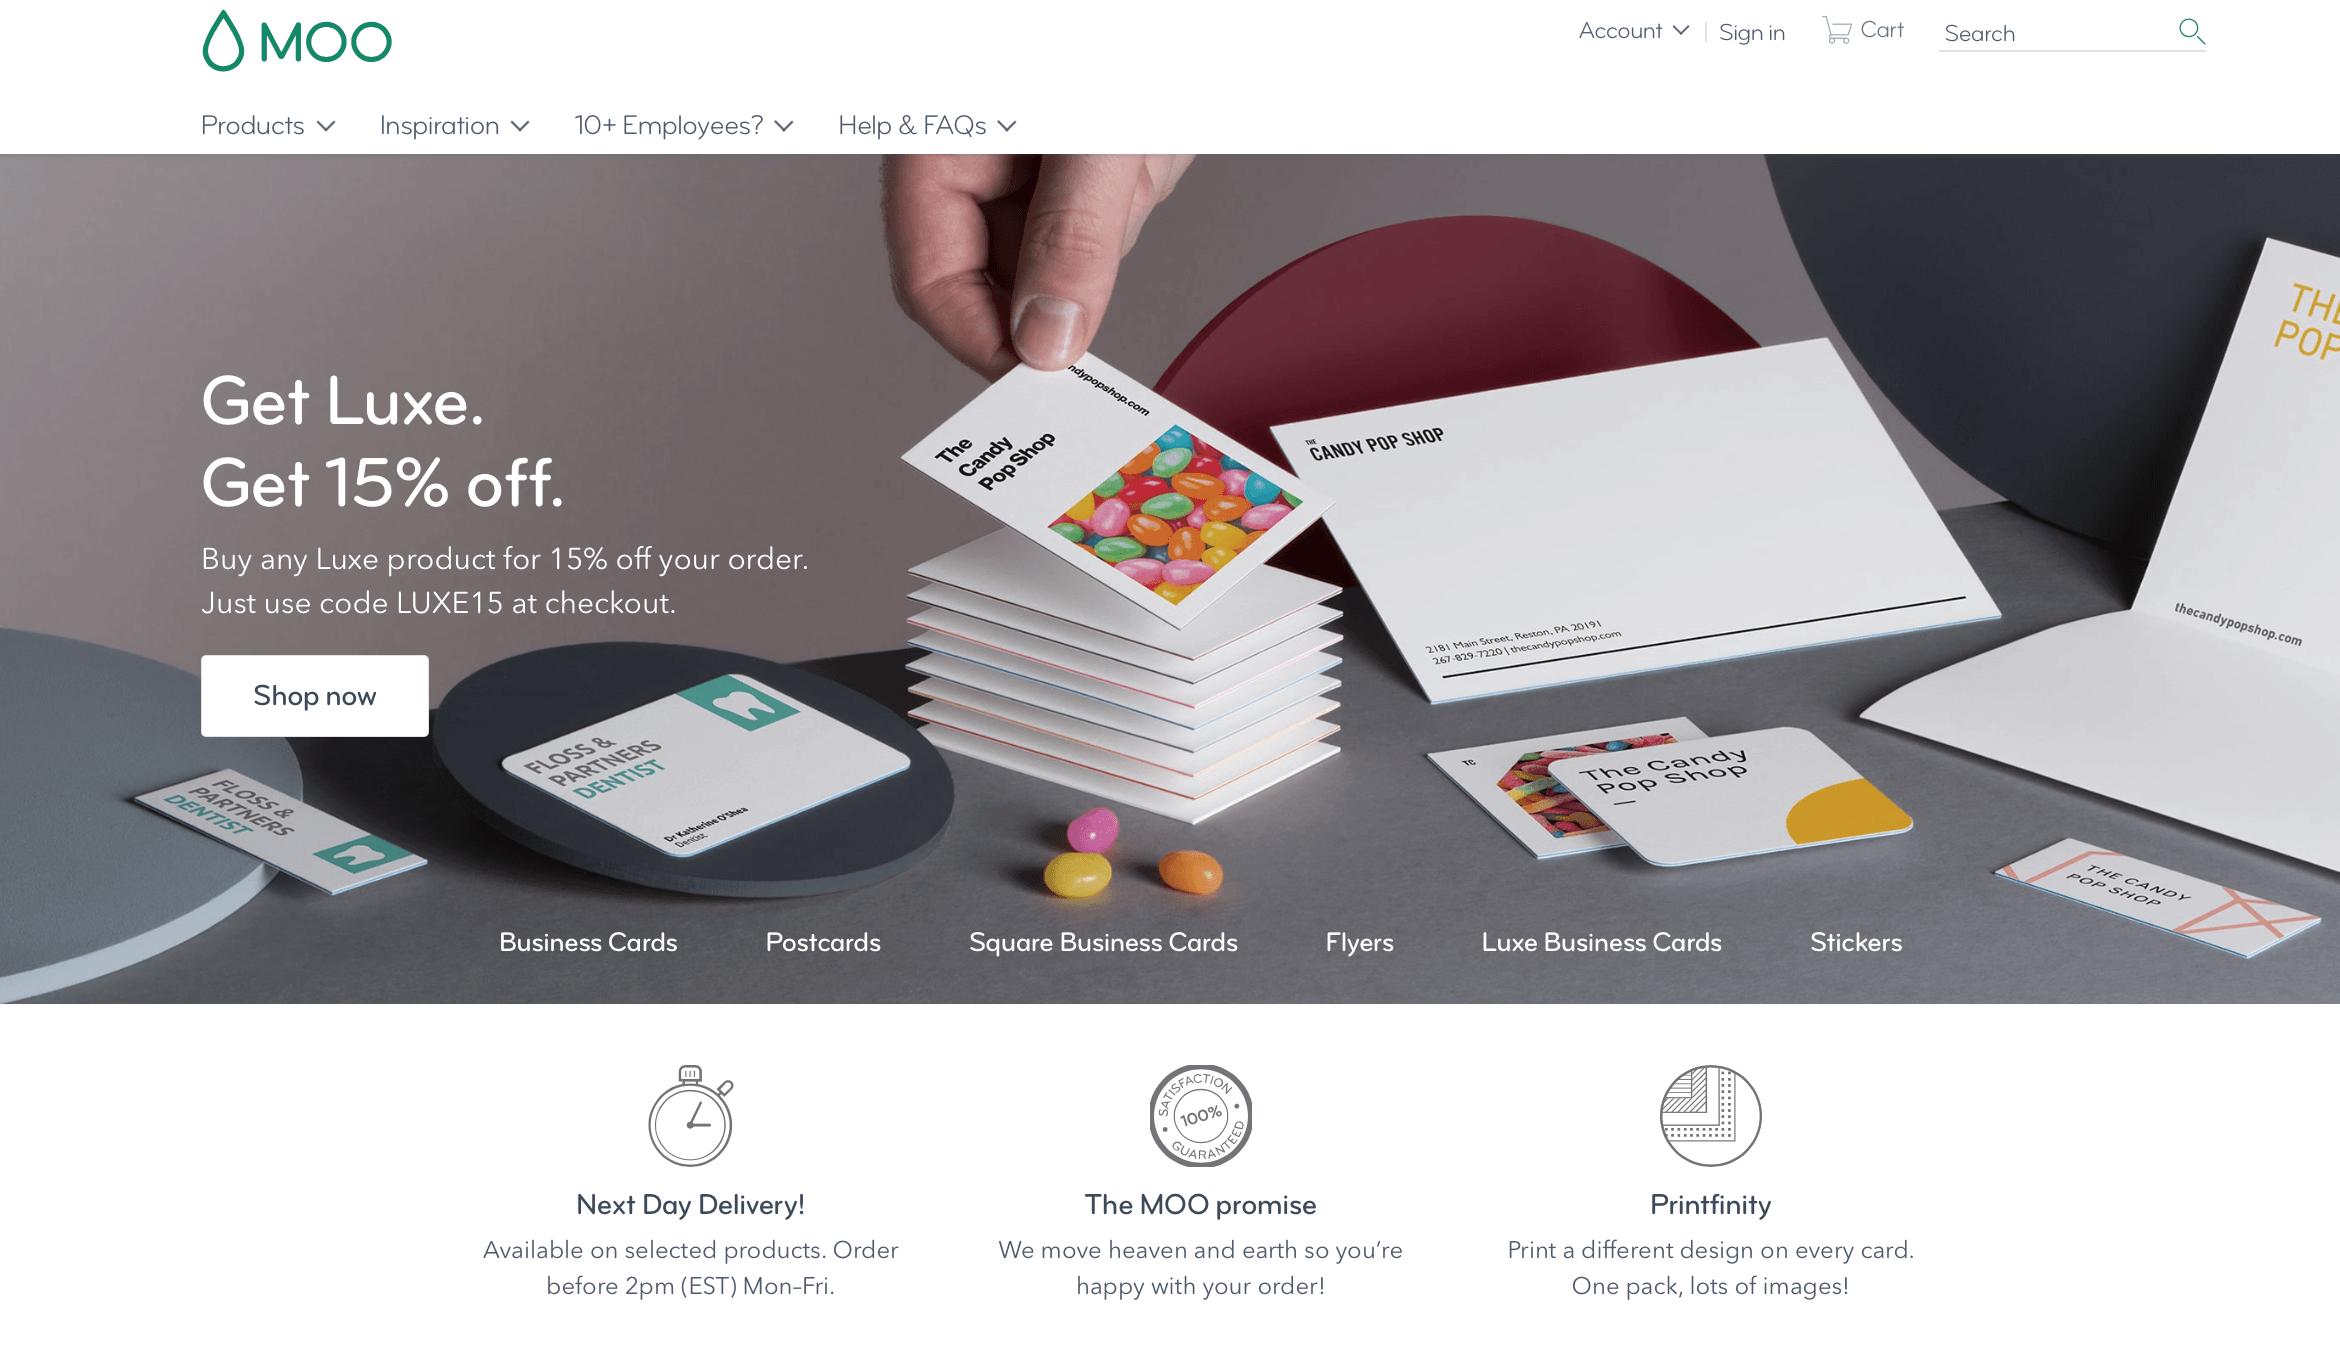 MOO
Account
Sign in
Cart
Search
Products
Inspiration
10+ Employees?
Help & FAQs
Get Luxe.
Get 15% off.
Buy any Luxe product for 15% off your order.
Just use code LUXE15 at checkout.
Shop now
ndypopshop.com
The
Candy
Pop Shop
THE
CANDY POP SHOP
2181 Main Street, Reston, PA 20191
267-829-7220 | thecandypopshop.com
THE
POP
thecandypopshop.com
FLOSS &
PARTNERS
DENTIST
FLOSS &
PARTNERS
DENTIST
Dr Katherine O'Shea
Dentist
TC
The Candy
Pop Shop
THE CANDY
POP SHOP
Business Cards
Postcards
Square Business Cards
Flyers
Luxe Business Cards
Stickers
SATISFACTION
100%
GUARANTEED
Next Day Delivery!
Available on selected products. Order
before 2pm (EST) Mon-Fri.
The MOO promise
We move heaven and earth so you’re
happy with your order!
Printfinity
Print a different design on every card.
One pack, lots of images!